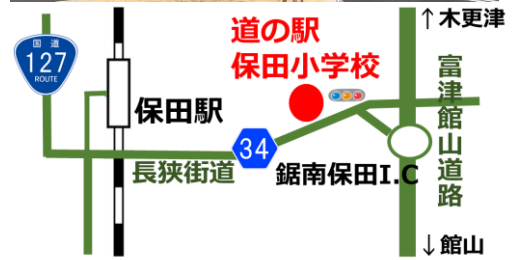 国道
127
ROUTE
道の駅
保田小学校
↑木更津
保田駅
富津館山道路
34
長狭街道
鋸南保田I.C
↓館山